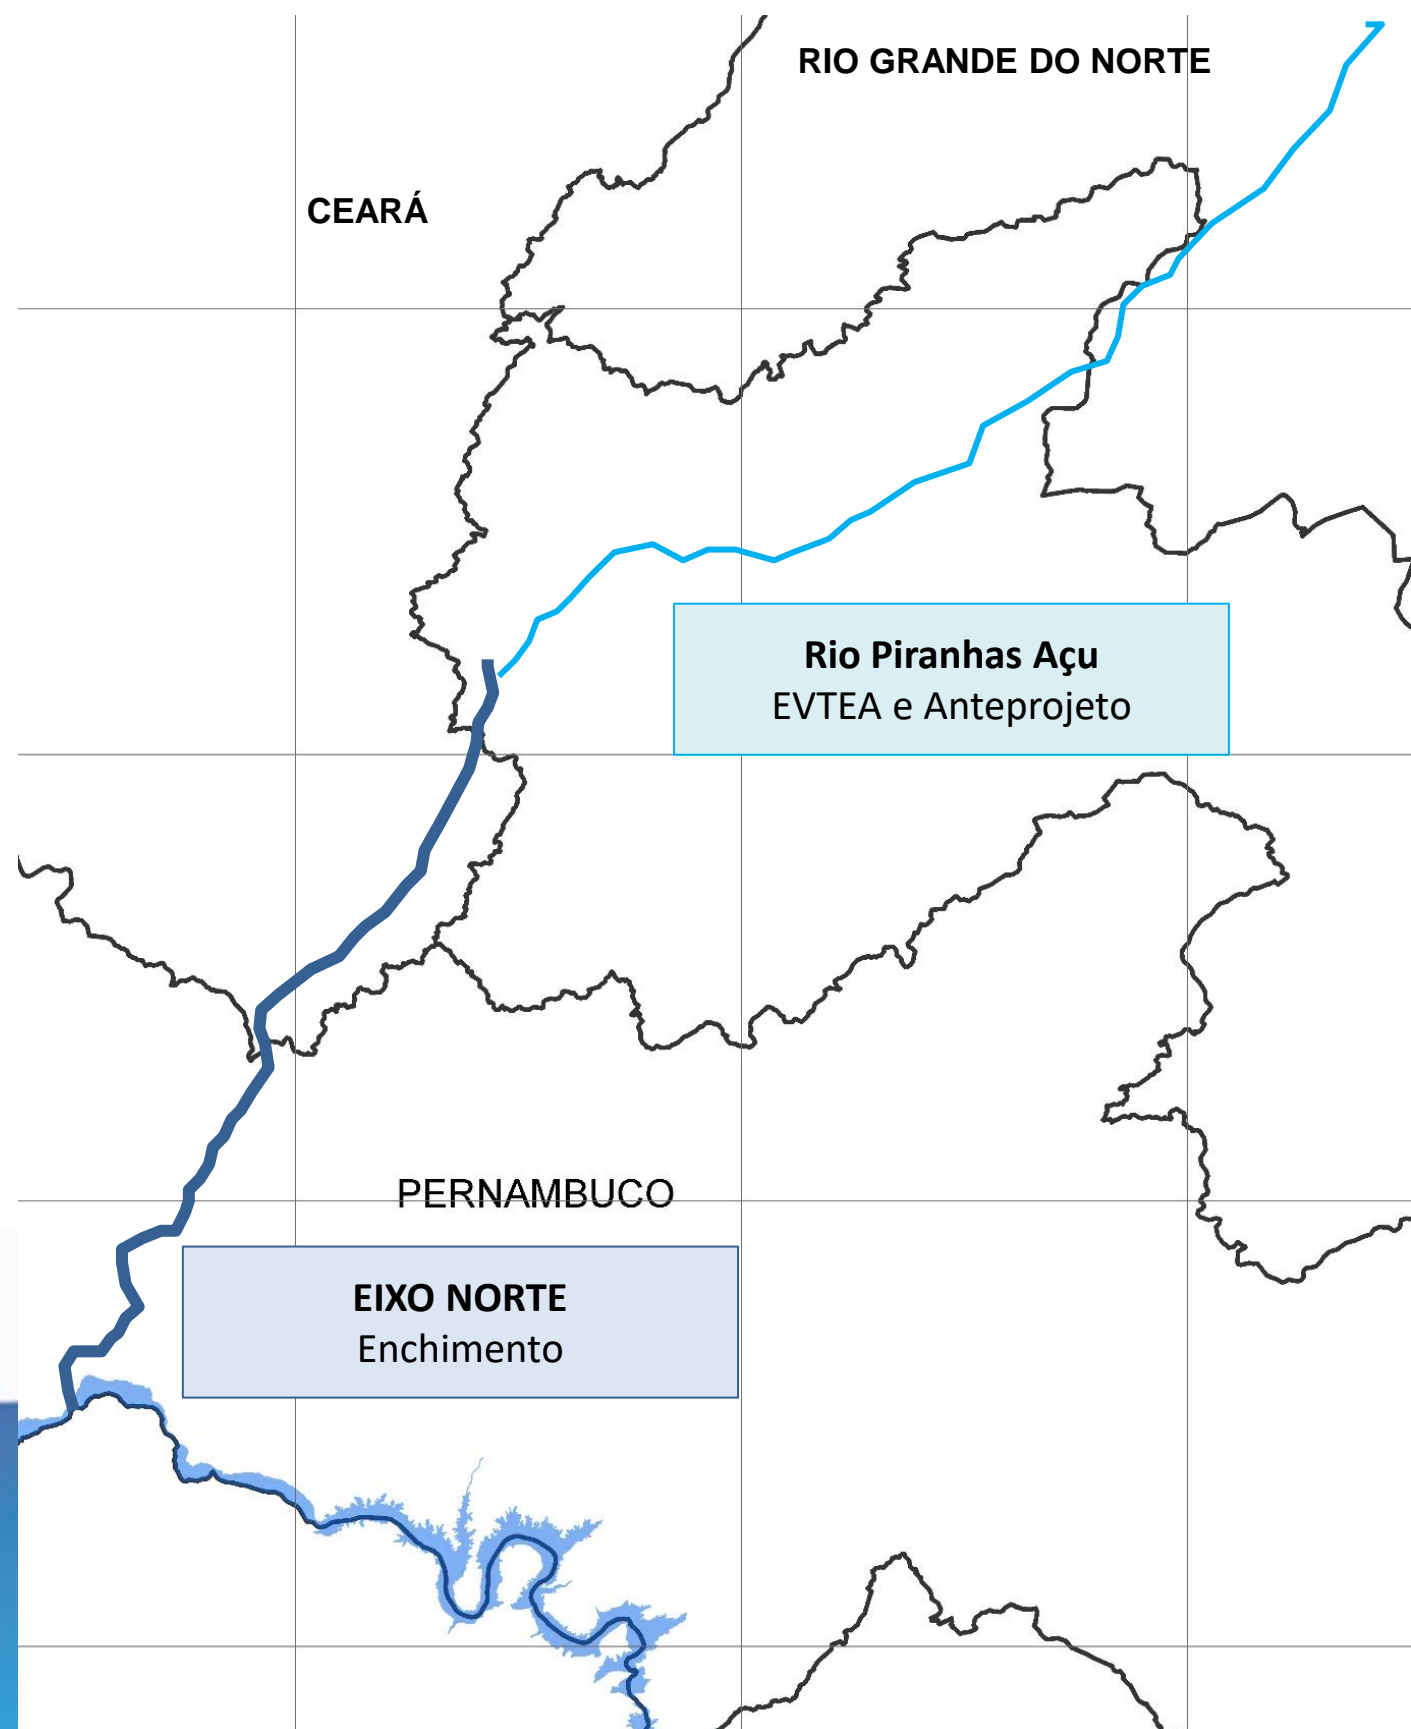 RIO GRANDE DO NORTE
CEARÁ
Rio Piranhas Açu
EVTEA e Anteprojeto
PERNAMBUCO
EIXO NORTE
Enchimento